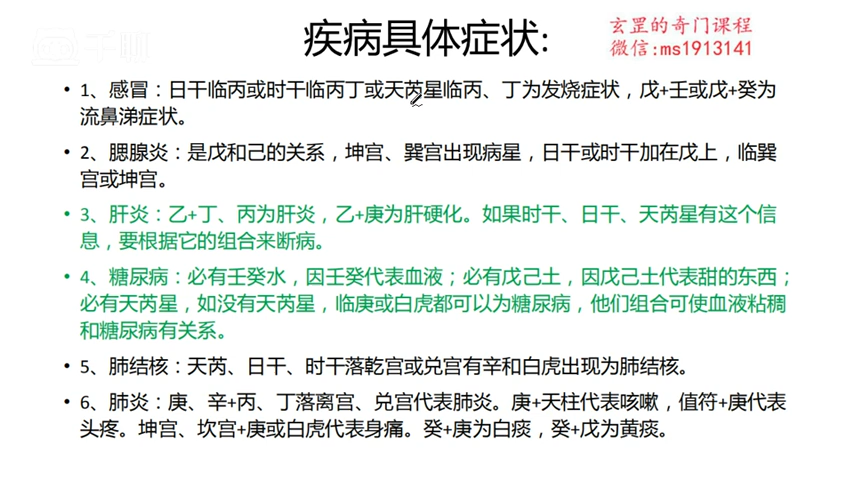 疾病具体症状:
玄罡的奇门课程
微信:ms1913141
千聊
• 1、感冒：日干临丙或时干临丙丁或天芮星临丙、丁为发烧症状，戊+壬或戊+癸为
流鼻涕症状。
• 2、腮腺炎：是戊和己的关系，坤宫、巽宫出现病星，日干或时干加在戊上，临巽
宫或坤宫。
• 3、肝炎：乙+丁、丙为肝炎，乙+庚为肝硬化。如果时干、日干、天芮星有这个信
息，要根据它的组合来断病。
• 4、糖尿病：必有壬癸水，因壬癸代表血液；必有戊己土，因戊己土代表甜的东西；
必有天芮星，如没有天芮星，临庚或白虎都可以为糖尿病，他们组合可使血液粘稠
和糖尿病有关系。
• 5、肺结核：天芮、日干、时干落乾宫或兑宫有辛和白虎出现为肺结核。
• 6、肺炎：庚、辛+丙、丁落离宫、兑宫代表肺炎。庚+天柱代表咳嗽，值符+庚代表
头疼。坤宫、坎宫+庚或白虎代表身痛。癸+庚为白痰，癸+戊为黄痰。